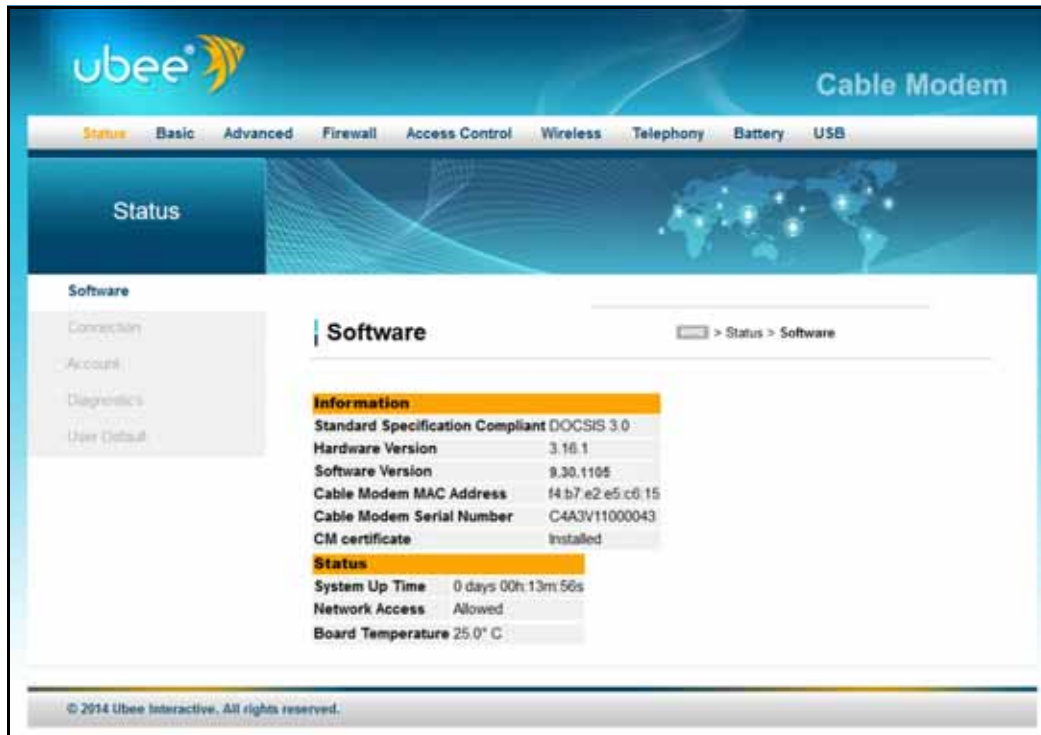 ubee®
Cable Modem
Status Basic Advanced Firewall Access Control Wireless Telephony Battery USB
Status
Software
Connection
Account
Diagnostics
User Default
Software
> Status > Software
Information
Standard Specification Compliant DOCSIS 3.0
Hardware Version 3.16.1
Software Version 9.30.1105
Cable Modem MAC Address f4:b7:e2:e5:c6:15
Cable Modem Serial Number C4A3V11000043
CM certificate Installed
Status
System Up Time 0 days 00h:13m:56s
Network Access Allowed
Board Temperature 25.0° C
© 2014 Ubee Interactive. All rights reserved.